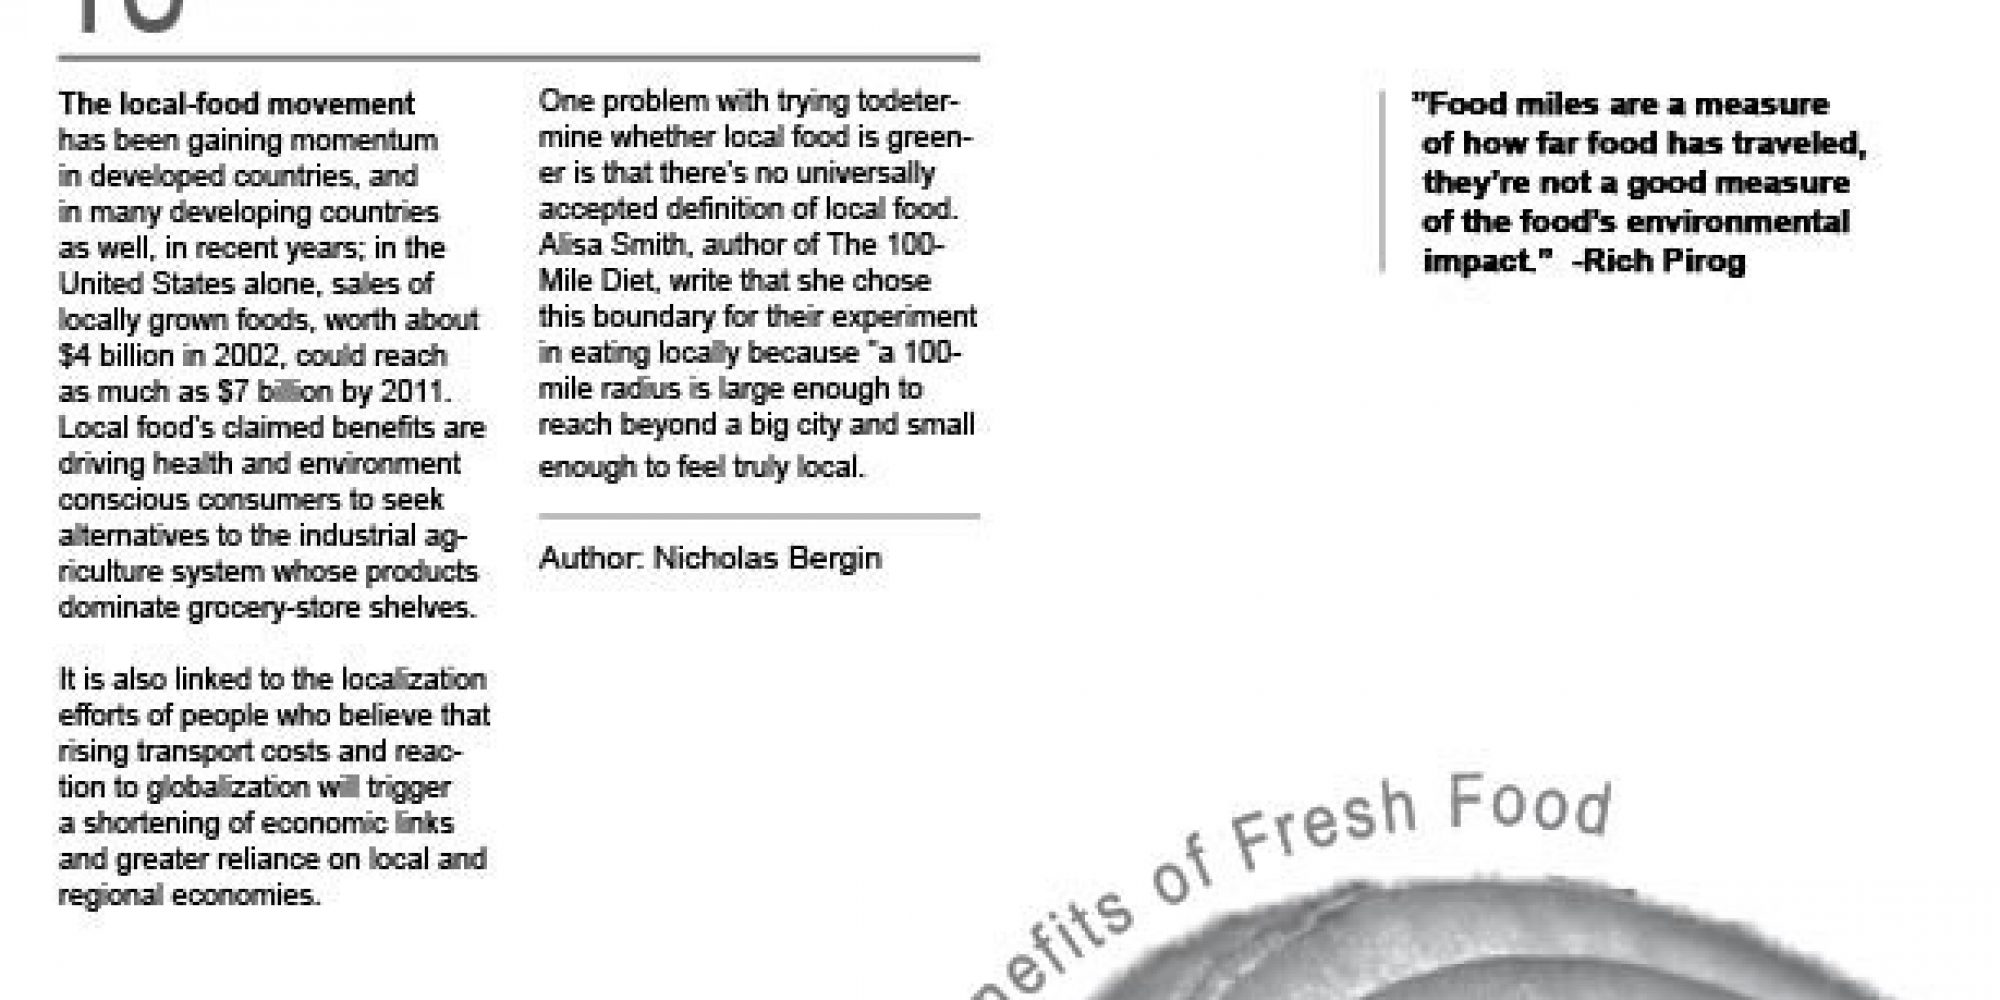 The local-food movement
has been gaining momentum
in developed countries, and
in many developing countries
as well, in recent years; in the
United States alone, sales of
locally grown foods, worth about
$4 billion in 2002, could reach
as much as $7 billion by 2011.
Local food's claimed benefits are
driving health and environment
conscious consumers to seek
alternatives to the industrial ag-
riculture system whose products
dominate grocery-store shelves.
It is also linked to the localization
efforts of people who believe that
rising transport costs and reac-
tion to globalization will trigger
a shortening of economic links
and greater reliance on local and
regional economies.
One problem with trying todeter-
mine whether local food is green-
er is that there's no universally
accepted definition of local food.
Alisa Smith, author of The 100-
Mile Diet, write that she chose
this boundary for their experiment
in eating locally because "a 100-
mile radius is large enough to
reach beyond a big city and small
enough to feel truly local.
Author: Nicholas Bergin
"Food miles are a measure
of how far food has traveled,
they're not a good measure
of the food's environmental
impact." -Rich Pirog
of Fresh Food